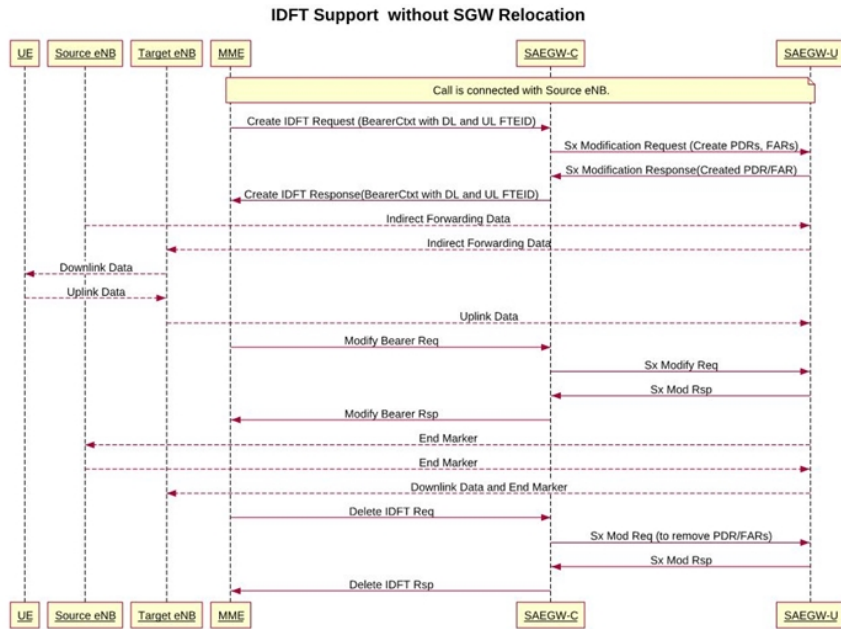 IDFT Support  without SGW Relocation
UE Source eNB Target eNB MME SAEGW-C SAEGW-U
Call is connected with Source eNB.
Create IDFT Request (BearerCtxt with DL and UL FTEID)
Sx Modification Request (Create PDRs, FARs)
Sx Modification Response(Created PDR/FAR)
Create IDFT Response(BearerCtxt with DL and UL FTEID)
Indirect Forwarding Data
Indirect Forwarding Data
Downlink Data
Uplink Data
Uplink Data
Modify Bearer Req
Sx Modify Req
Sx Mod Rsp
Modify Bearer Rsp
End Marker
End Marker
Downlink Data and End Marker
Delete IDFT Req
Sx Mod Req (to remove PDR/FARs)
Sx Mod Rsp
Delete IDFT Rsp
UE Source eNB Target eNB MME SAEGW-C SAEGW-U